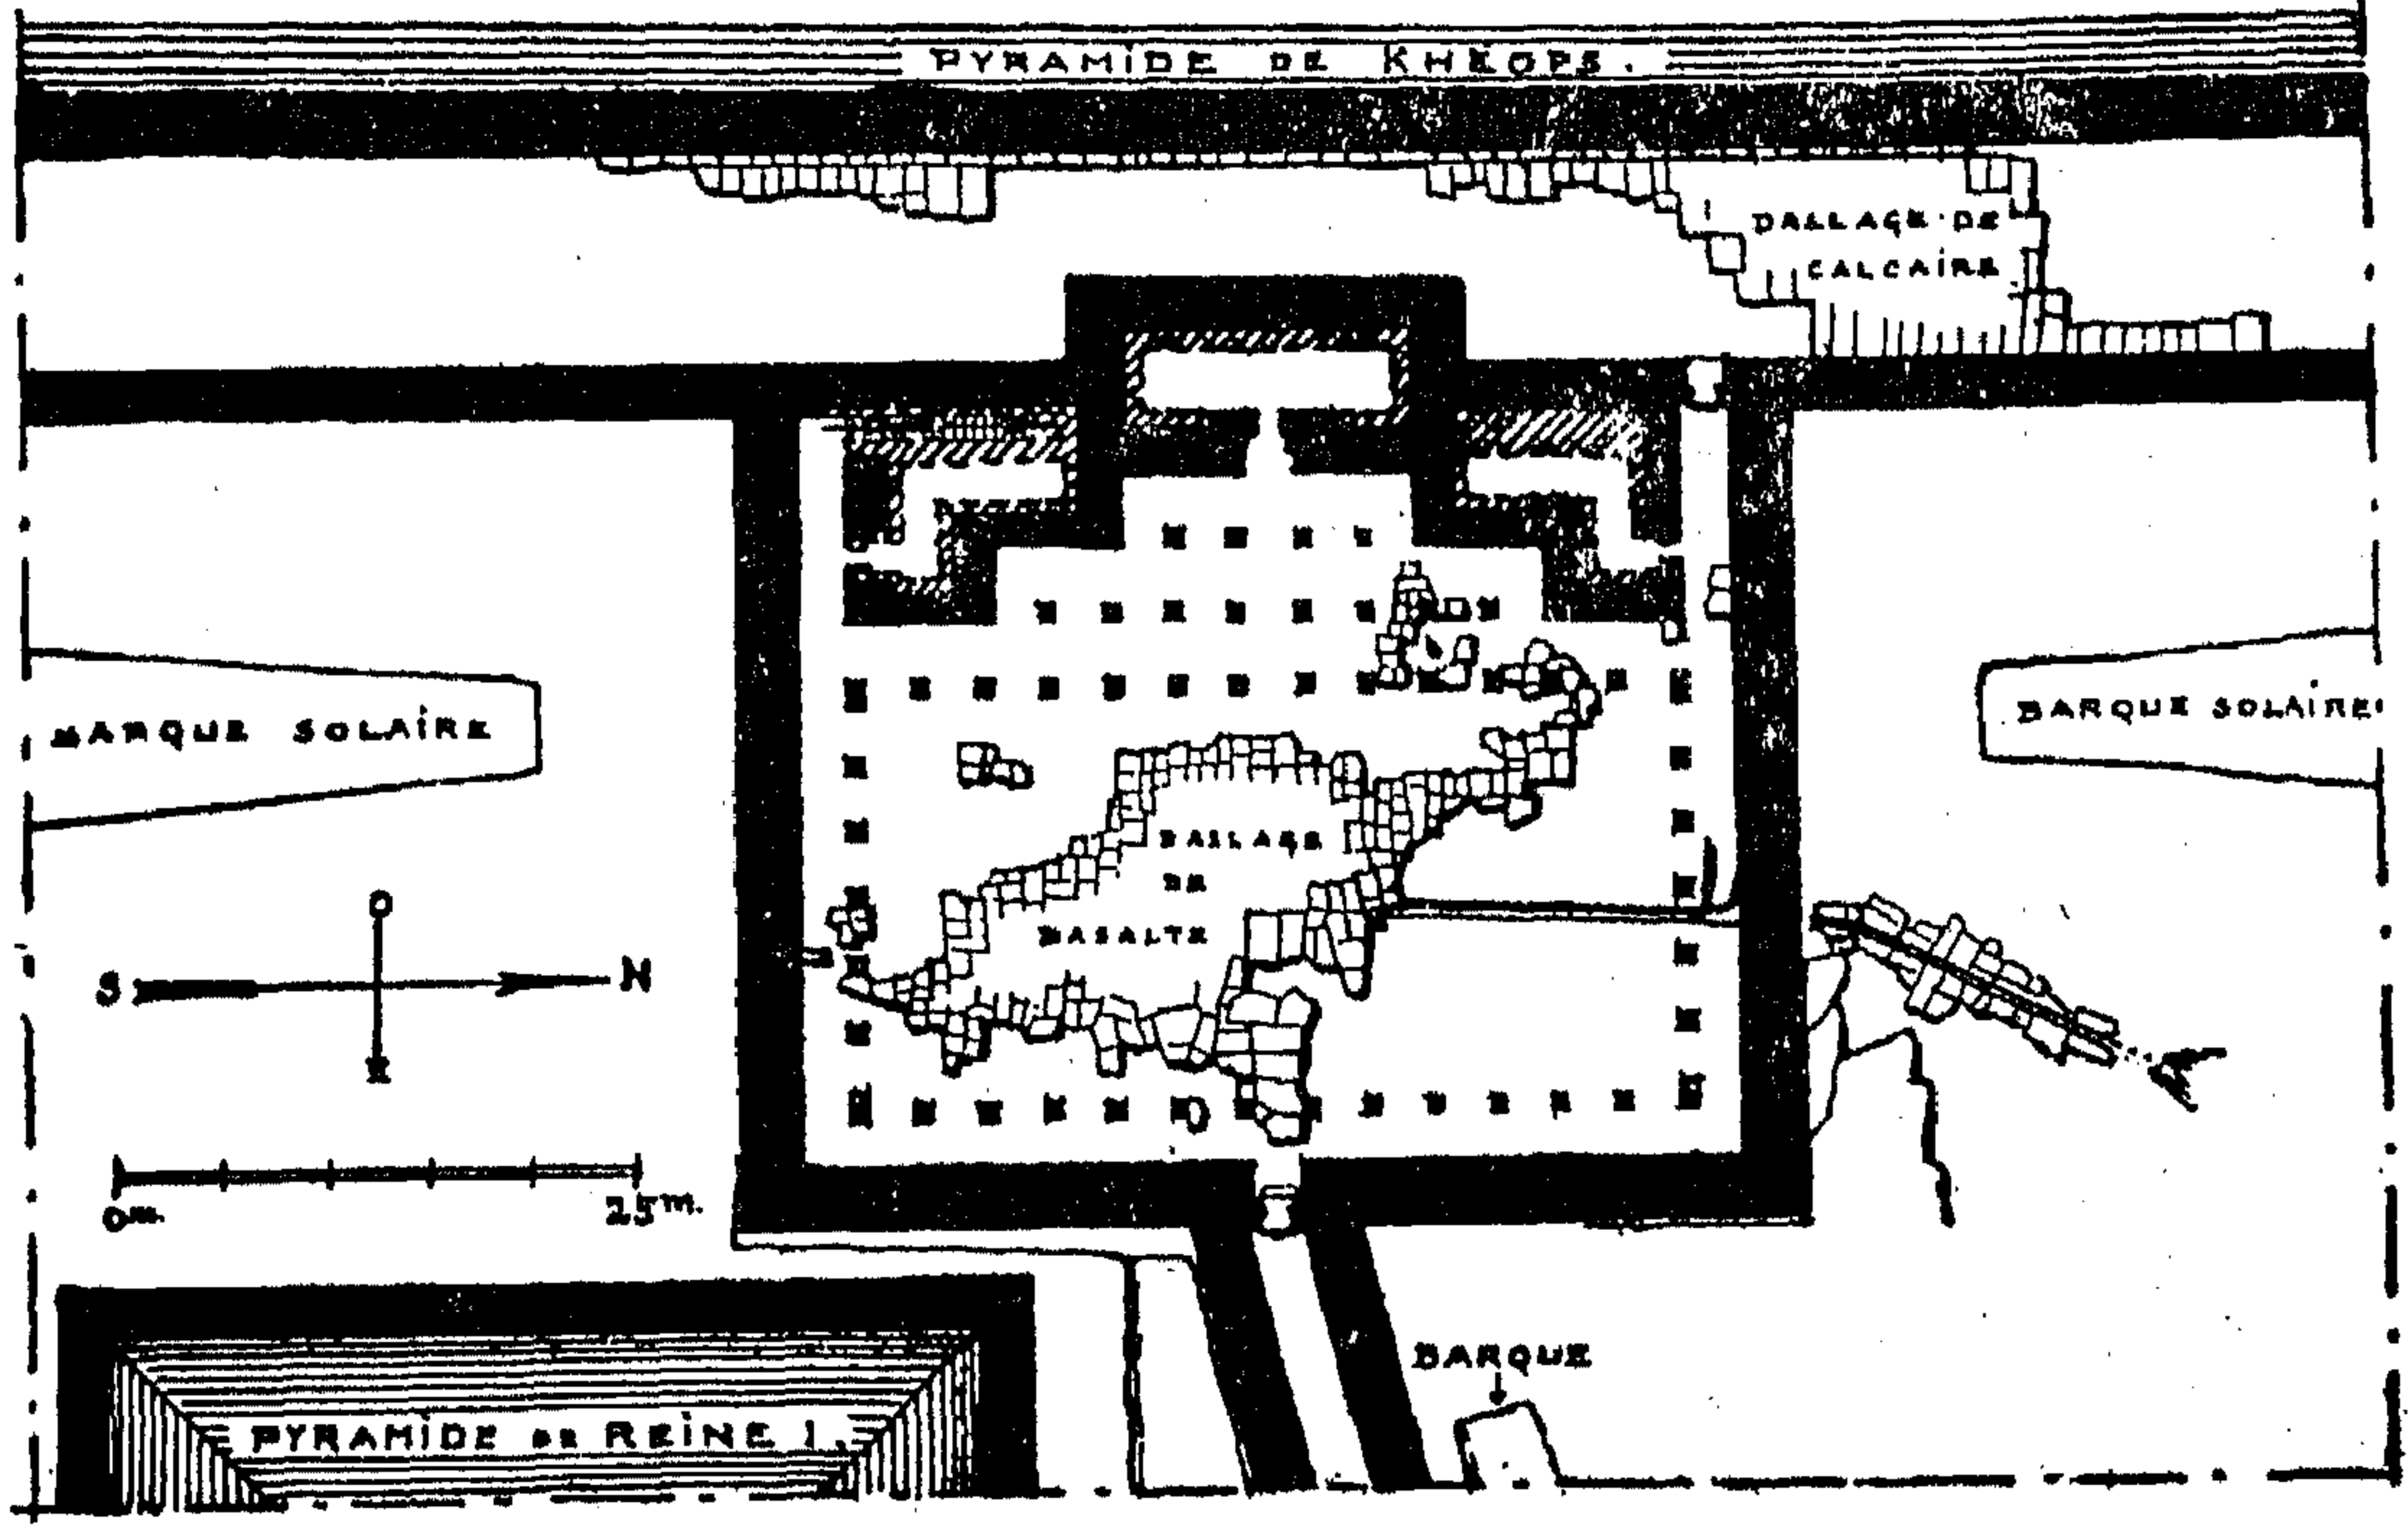 PYRAMIDE DE KHÉOPS.
DALLAGE DE
CALCAIRE
BARQUE SOLAIRE
BARQUE SOLAIRE
DALLAGE
DE
BASALTE
O
S N
E
0m. 25m.
BARQUE
PYRAMIDE DE REINE 1.